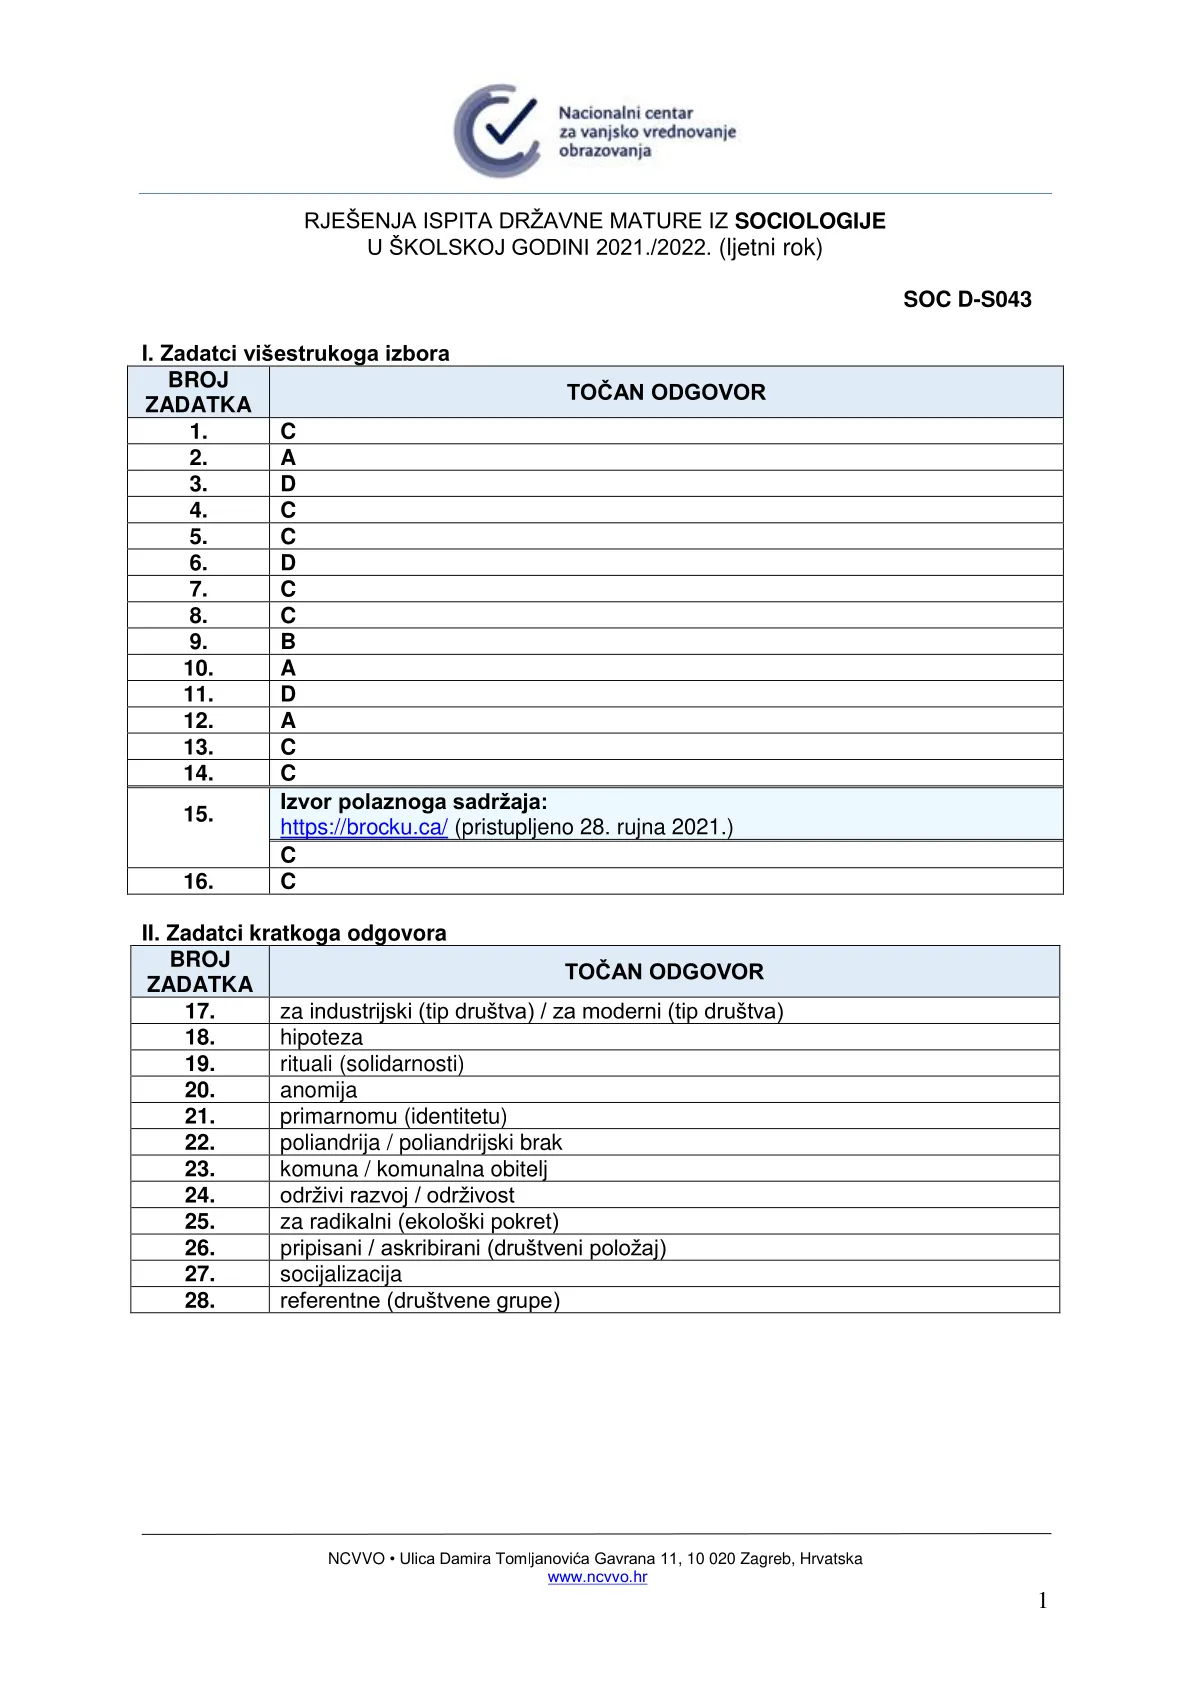 Nacionalni centar
za vanjsko vrednovanje
obrazovanja
RJEŠENJA ISPITA DRŽAVNE MATURE IZ SOCIOLOGIJE
U ŠKOLSKOJ GODINI 2021./2022. (ljetni rok)
SOC D-S043
I. Zadatci višestrukoga izbora
BROJ
ZADATKA
TOČAN ODGOVOR
1. C
2. A
3. D
4. C
5. C
6. D
7. C
8. C
9. B
10. A
11. D
12. A
13. C
14. C
15.
Izvor polaznoga sadržaja:
https://brocku.ca/ (pristupljeno 28. rujna 2021.)
C
16. C
II. Zadatci kratkoga odgovora
BROJ
ZADATKA
TOČAN ODGOVOR
17. za industrijski (tip društva) / za moderni (tip društva)
18. hipoteza
19. rituali (solidarnosti)
20. anomija
21. primarnomu (identitetu)
22. poliandrija / poliandrijski brak
23. komuna / komunalna obitelj
24. održivi razvoj / održivost
25. za radikalni (ekološki pokret)
26. pripisani / askribirani (društveni položaj)
27. socijalizacija
28. referentne (društvene grupe)
NCVVO • Ulica Damira Tomljanovića Gavrana 11, 10 020 Zagreb, Hrvatska
www.ncvvo.hr
1